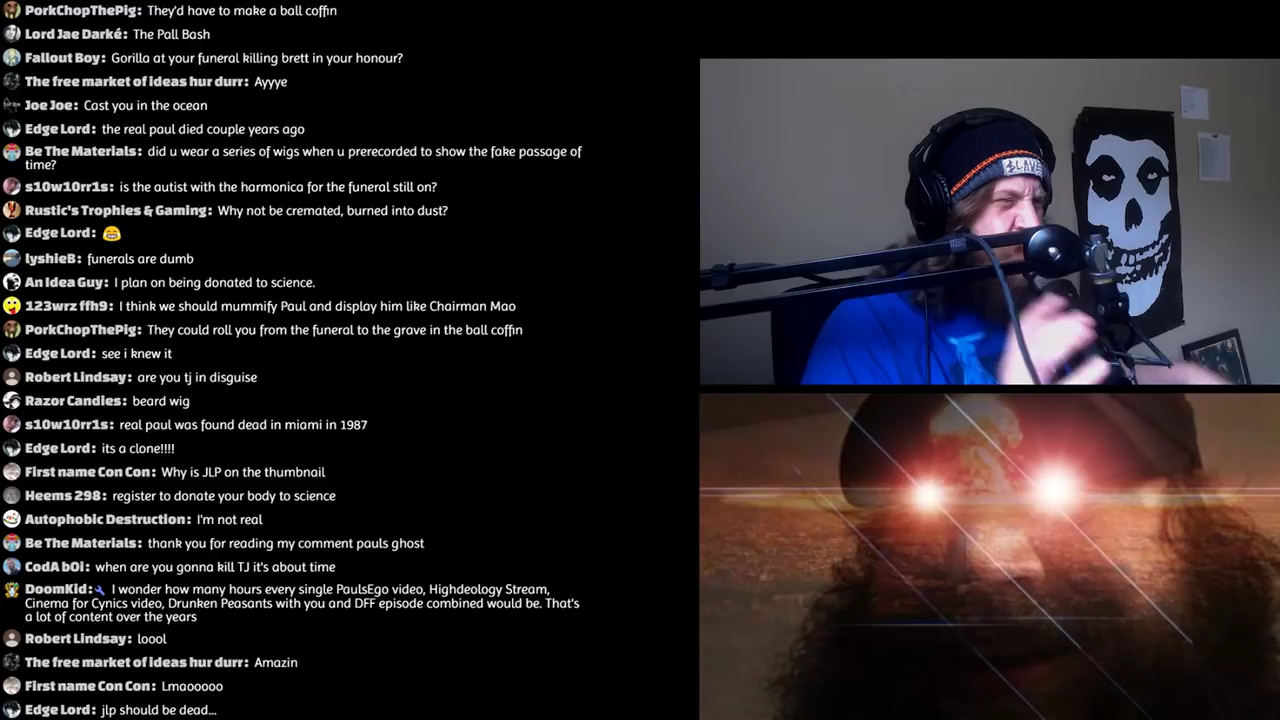 PorkChopThePig: They'd have to make a ball coffin
Lord Jae Darké: The Pall Bash
Fallout Boy: Gorilla at your funeral killing brett in your honour?
The free market of ideas hur durr: Ayyye
Joe Joe: Cast you in the ocean
Edge Lord: the real paul died couple years ago
Be The Materials: did u wear a series of wigs when u prerecorded to show the fake passage of
time?
s10w10rr1s: is the autist with the harmonica for the funeral still on?
Rustic's Trophies & Gaming: Why not be cremated, burned into dust?
Edge Lord: 😁
lyshieB: funerals are dumb
An Idea Guy: I plan on being donated to science.
123wrz ffh9: I think we should mummify Paul and display him like Chairman Mao
PorkChopThePig: They could roll you from the funeral to the grave in the ball coffin
Edge Lord: see i knew it
Robert Lindsay: are you tj in disguise
Razor Candies: beard wig
s10w10rr1s: real paul was found dead in miami in 1987
Edge Lord: its a clone!!!!
First name Con Con: Why is JLP on the thumbnail
Heems 298: register to donate your body to science
Autophobic Destruction: I'm not real
Be The Materials: thank you for reading my comment pauls ghost
CodA bOi: when are you gonna kill TJ it's about time
DoomKid: I wonder how many hours every single PaulsEgo video, Highdeology Stream,
Cinema for Cynics video, Drunken Peasants with you and DFF episode combined would be. That's
a lot of content over the years
Robert Lindsay: loool
The free market of ideas hur durr: Amazin
First name Con Con: Lmaooooo
Edge Lord: jlp should be dead...
SLAVE